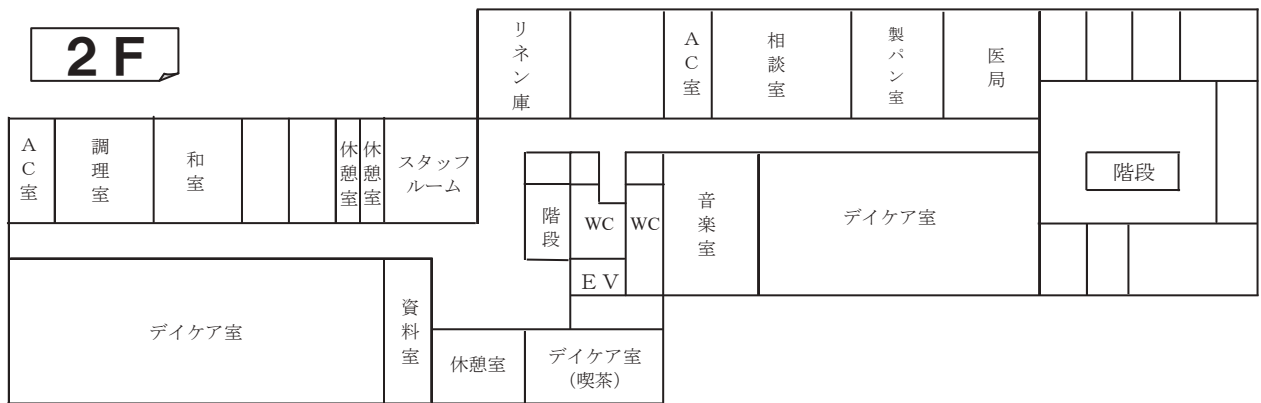 2F
リネン庫
AC室
相談室
製パン室
医局
AC室
調理室
和室
休憩室
休憩室
スタッフ
ルーム
階段
WC
WC
音楽室
デイケア室
階段
EV
デイケア室
資料室
休憩室
デイケア室
(喫茶)